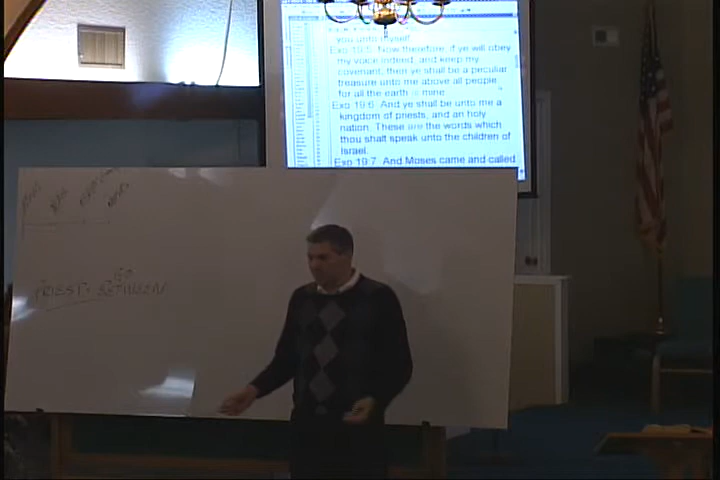 you unto myself.
Exo 19:5 Now therefore, if ye will obey
my voice indeed, and keep my
covenant, then ye shall be a peculiar
treasure unto me above all people:
for all the earth is mine:
Exo 19:6 And ye shall be unto me a
kingdom of priests, and an holy
nation. These are the words which
thou shalt speak unto the children of
Israel.
Exo 19:7 And Moses came and called
GO
PRIEST- BETWEEN